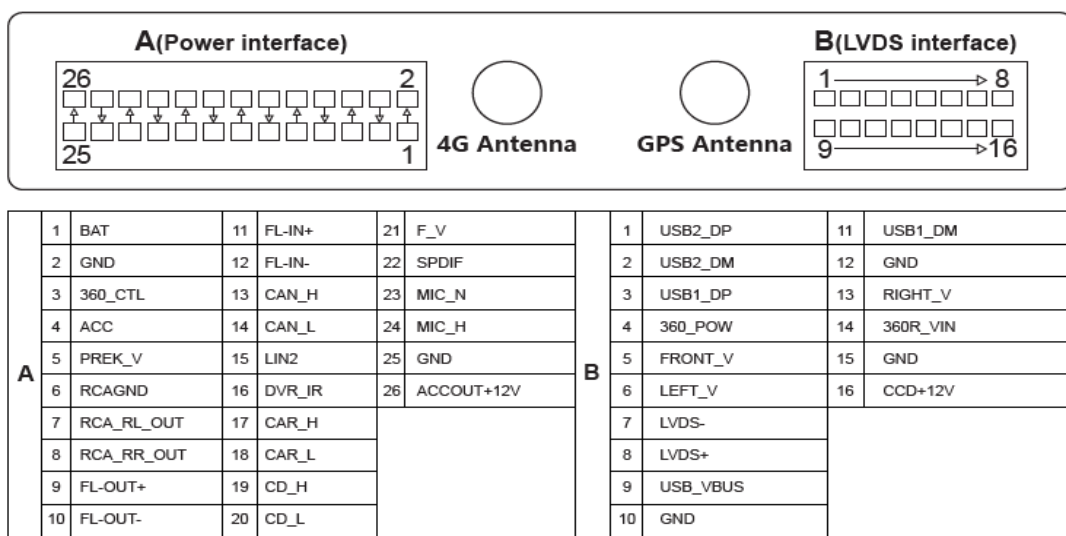 A(Power interface) B(LVDS interface)
26 2 1 8
25 1 4G Antenna GPS Antenna 9 16
1 BAT 11 FL-IN+ 21 F_V 1 USB2_DP 11 USB1_DM
2 GND 12 FL-IN- 22 SPDIF 2 USB2_DM 12 GND
3 360_CTL 13 CAN_H 23 MIC_N 3 USB1_DP 13 RIGHT_V
4 ACC 14 CAN_L 24 MIC_H 4 360_POW 14 360R_VIN
A 5 PREK_V 15 LIN2 25 GND B 5 FRONT_V 15 GND
6 RCAGND 16 DVR_IR 26 ACCOUT+12V 6 LEFT_V 16 CCD+12V
7 RCA_RL_OUT 17 CAR_H 7 LVDS-
8 RCA_RR_OUT 18 CAR_L 8 LVDS+
9 FL-OUT+ 19 CD_H 9 USB_VBUS
10 FL-OUT- 20 CD_L 10 GND